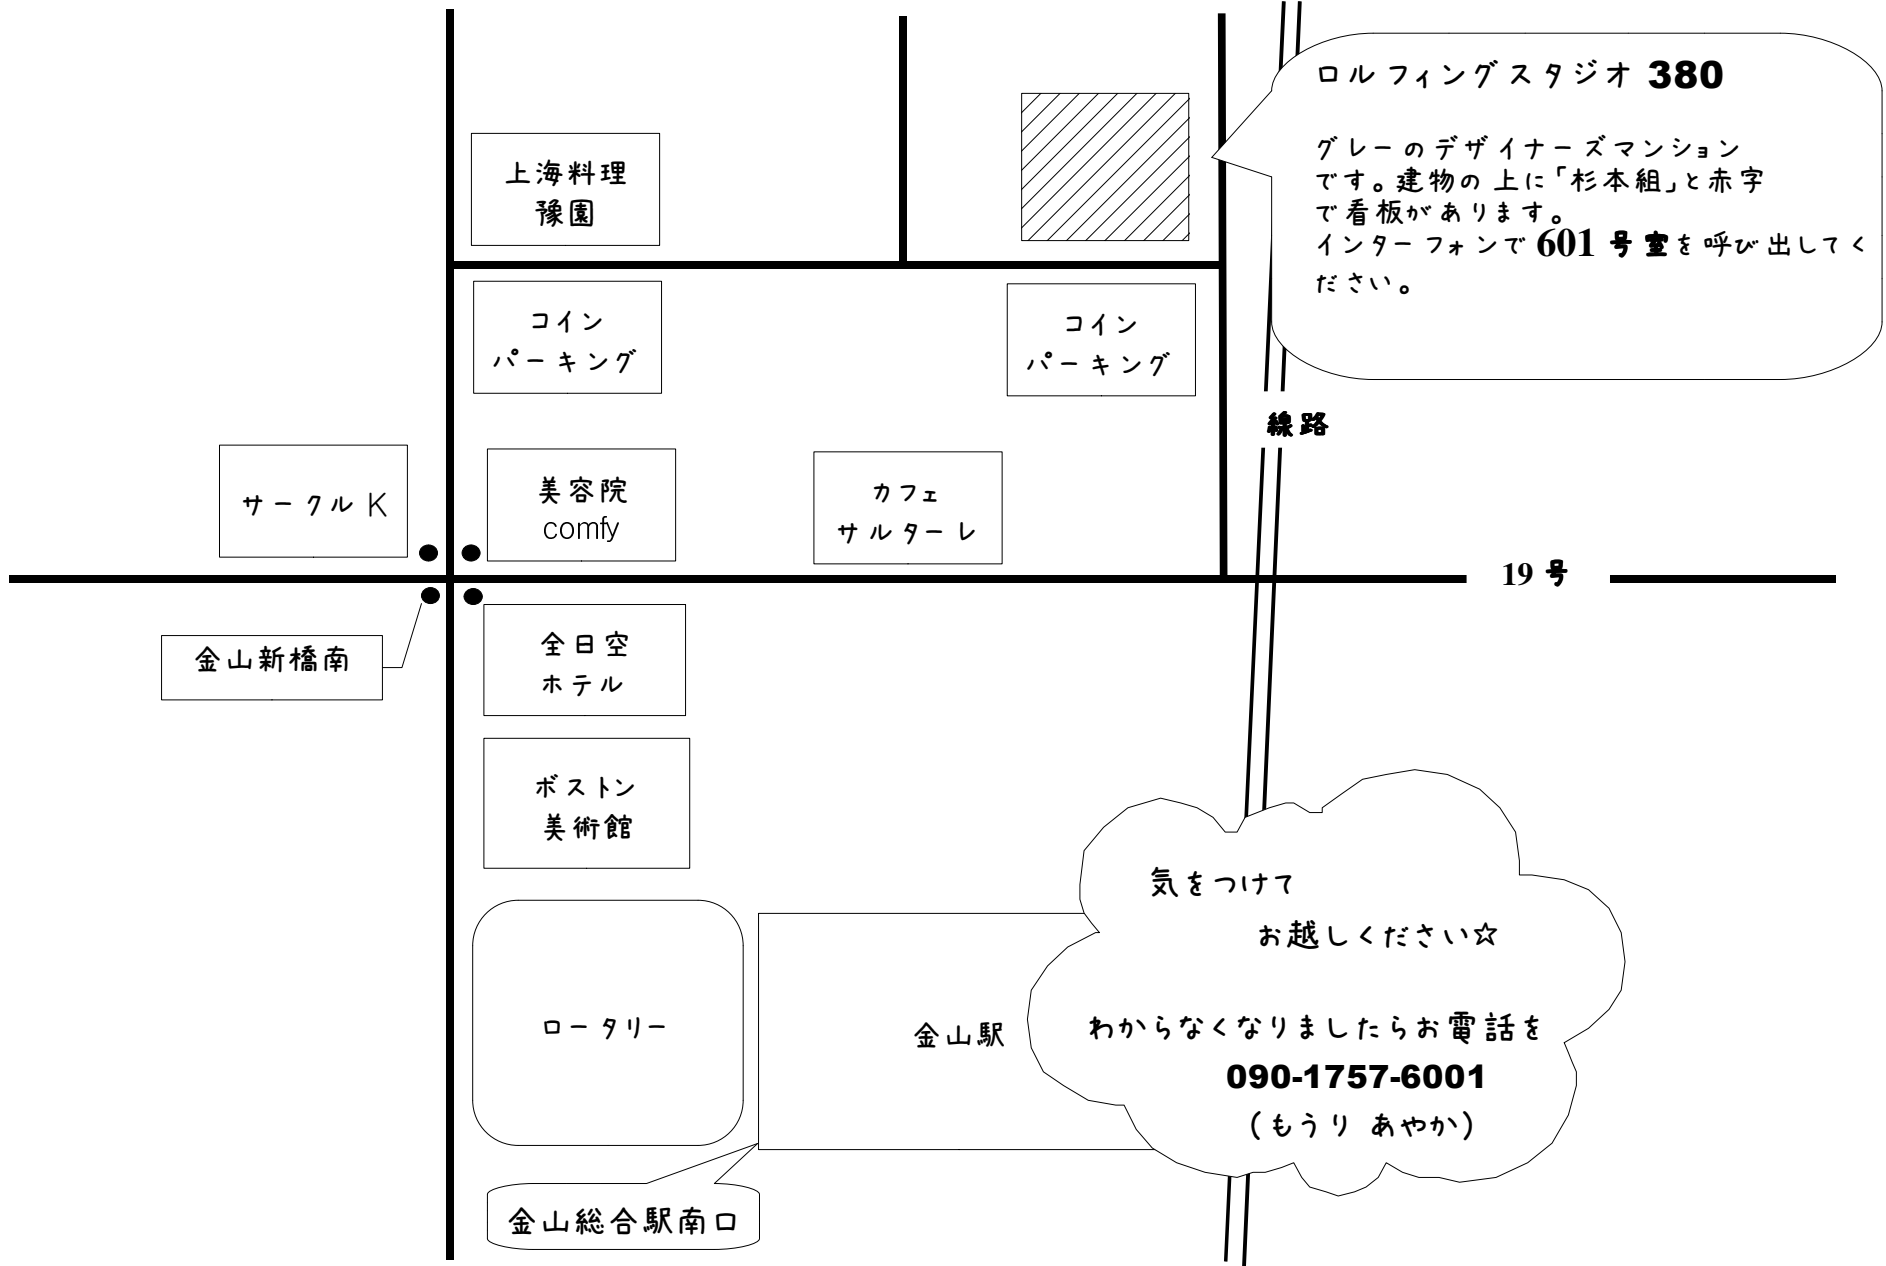 ロルフィングスタジオ 380
グレーのデザイナーズマンション
です。建物の上に「杉本組」と赤字
で看板があります。
インターフォンで 601 号室を呼び出してく
ださい。
上海料理
豫園
コイン
パーキング
コイン
パーキング
線路
サークルK
美容院
comfy
カフェ
サルターレ
19 号
金山新橋南
全日空
ホテル
ボストン
美術館
ロータリー
金山駅
金山総合駅南口
気をつけて
お越しください☆
わからなくなりましたらお電話を
090-1757-6001
(もうり あやか)